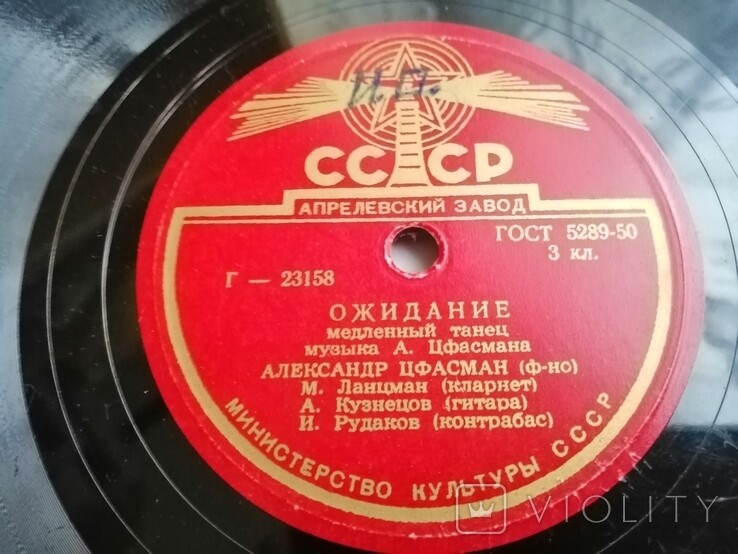 И.П.
СССР
АПРЕЛЕВСКИЙ ЗАВОД
ГОСТ 5289-50
3 кл.
Г — 23158
ОЖИДАНИЕ
медленный танец
музыка А. Цфасмана
АЛЕКСАНДР ЦФАСМАН (ф-но)
М. Ланцман (кларнет)
А. Кузнецов (гитара)
И. Рудаков (контрабас)
МИНИСТЕРСТВО КУЛЬТУРЫ СССР
VIOLITY